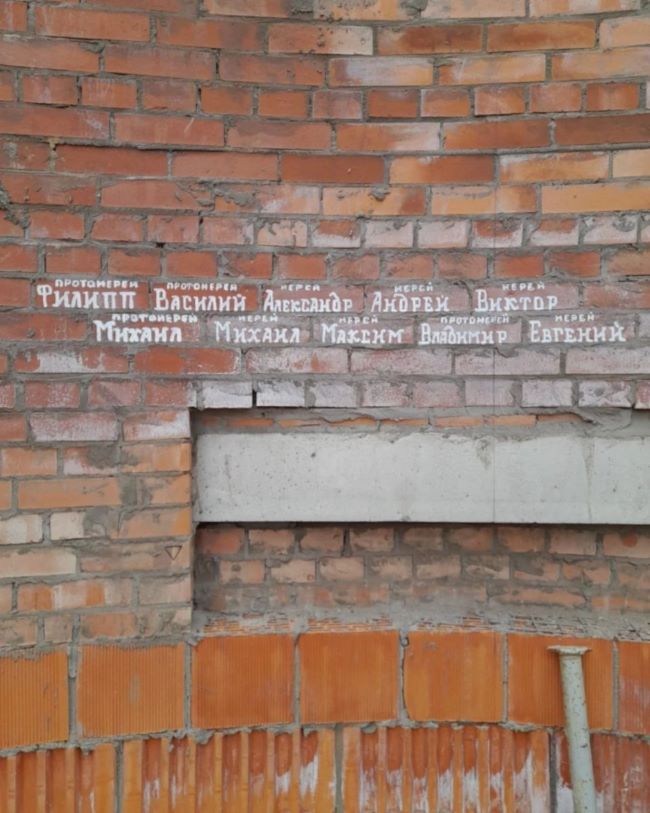 ПРОТОИЕРЕЙ ПРОТОИЕРЕЙ ИЕРЕЙ ИЕРЕЙ ИЕРЕЙ
ФИЛИПП ВАСИЛИЙ АЛЕКСАНДР АНДРЕЙ ВИКТОР
ПРОТОИЕРЕЙ ИЕРЕЙ ИЕРЕЙ ПРОТОИЕРЕЙ ИЕРЕЙ
МИХАИЛ МИХАИЛ МАКСИМ ВЛАДИМИР ЕВГЕНИЙ